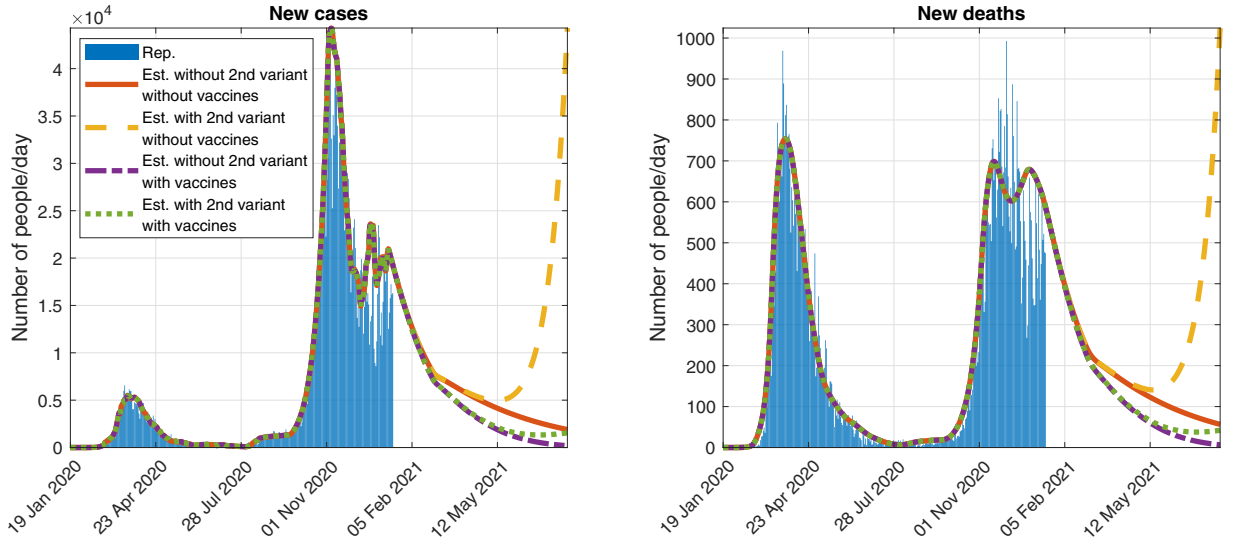 New cases
×10⁴
4
3.5
3
2.5
2
1.5
1
0.5
0
Number of people/day
Rep.
Est. without 2nd variant
without vaccines
Est. with 2nd variant
without vaccines
Est. without 2nd variant
with vaccines
Est. with 2nd variant
with vaccines
19 Jan 2020
23 Apr 2020
28 Jul 2020
01 Nov 2020
05 Feb 2021
12 May 2021
New deaths
1000
900
800
700
600
500
400
300
200
100
0
Number of people/day
19 Jan 2020
23 Apr 2020
28 Jul 2020
01 Nov 2020
05 Feb 2021
12 May 2021